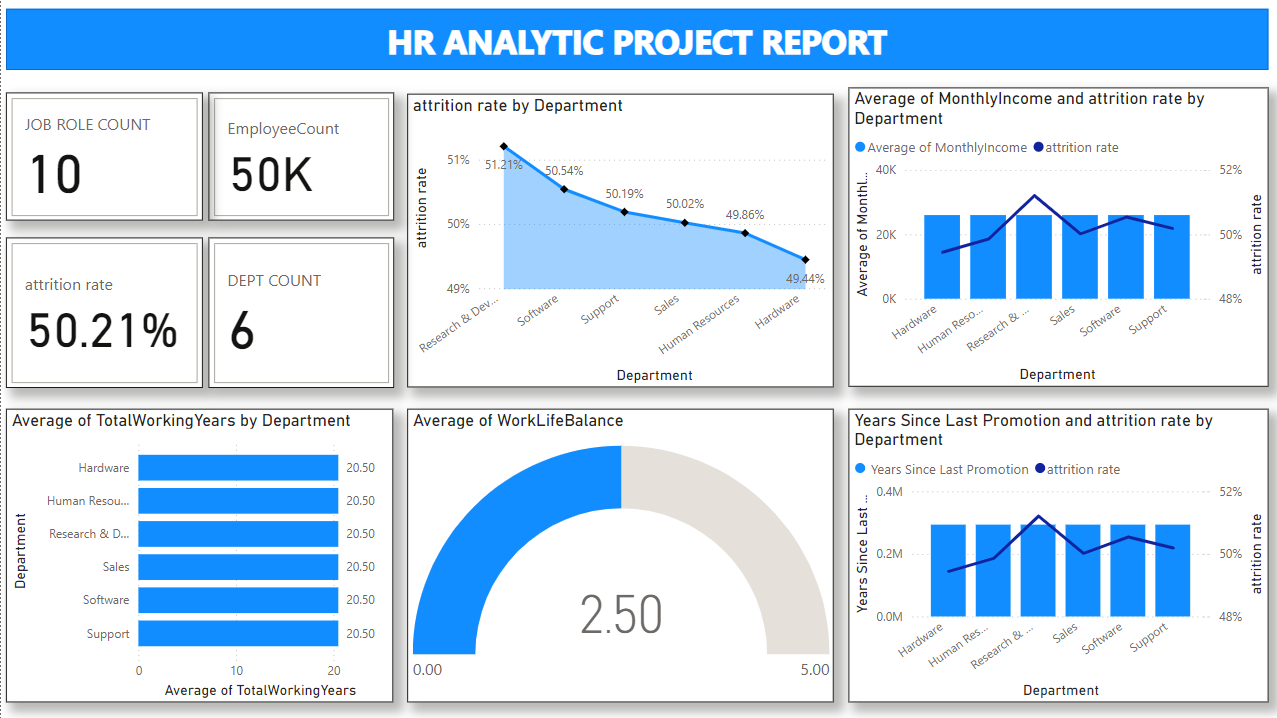 HR ANALYTIC PROJECT REPORT
JOB ROLE COUNT
10
EmployeeCount
50K
attrition rate
50.21%
DEPT COUNT
6
attrition rate by Department
attrition rate
51%
50%
49%
51.21%
50.54%
50.19%
50.02%
49.86%
49.44%
Research & Dev...
Software
Support
Sales
Human Resources
Hardware
Department
Average of MonthlyIncome and attrition rate by
Department
Average of MonthlyIncome
attrition rate
Average of Monthl...
40K
20K
0K
52%
50%
48%
attrition rate
Hardware
Human Reso...
Research & ...
Sales
Software
Support
Department
Average of TotalWorkingYears by Department
Department
Hardware
20.50
Human Resou...
20.50
Research & D...
20.50
Sales
20.50
Software
20.50
Support
20.50
0
10
20
Average of TotalWorkingYears
Average of WorkLifeBalance
2.50
0.00
5.00
Years Since Last Promotion and attrition rate by
Department
Years Since Last Promotion
attrition rate
Years Since Last ...
0.4M
0.2M
0.0M
52%
50%
48%
attrition rate
Hardware
Human Res...
Research & ...
Sales
Software
Support
Department